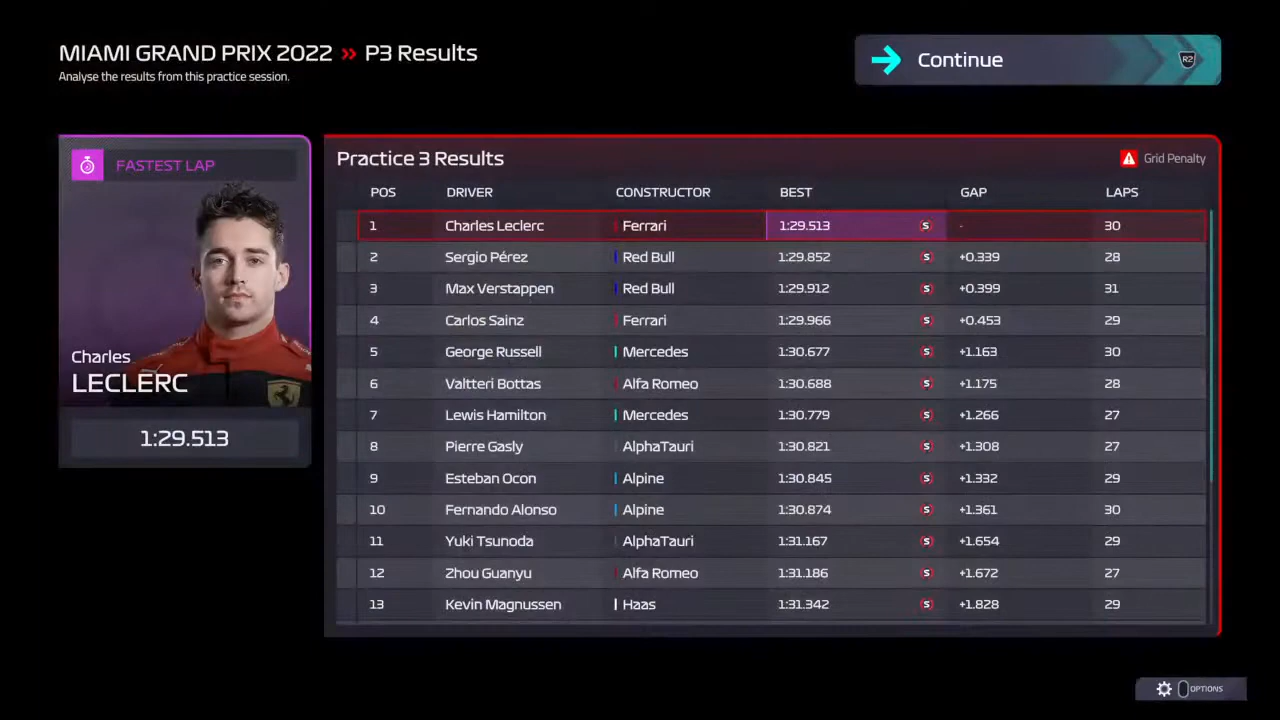 MIAMI GRAND PRIX 2022 » P3 Results
Analyse the results from this practice session.
Continue
R2
FASTEST LAP
Charles
LECLERC
1:29.513
Practice 3 Results
Grid Penalty
POS DRIVER CONSTRUCTOR BEST GAP LAPS
1 Charles Leclerc Ferrari 1:29.513 S - 30
2 Sergio Pérez Red Bull 1:29.852 S +0.339 28
3 Max Verstappen Red Bull 1:29.912 S +0.399 31
4 Carlos Sainz Ferrari 1:29.966 S +0.453 29
5 George Russell Mercedes 1:30.677 S +1.163 30
6 Valtteri Bottas Alfa Romeo 1:30.688 S +1.175 28
7 Lewis Hamilton Mercedes 1:30.779 S +1.266 27
8 Pierre Gasly AlphaTauri 1:30.821 S +1.308 27
9 Esteban Ocon Alpine 1:30.845 S +1.332 29
10 Fernando Alonso Alpine 1:30.874 S +1.361 30
11 Yuki Tsunoda AlphaTauri 1:31.167 S +1.654 29
12 Zhou Guanyu Alfa Romeo 1:31.186 S +1.672 27
13 Kevin Magnussen Haas 1:31.342 S +1.828 29
OPTIONS